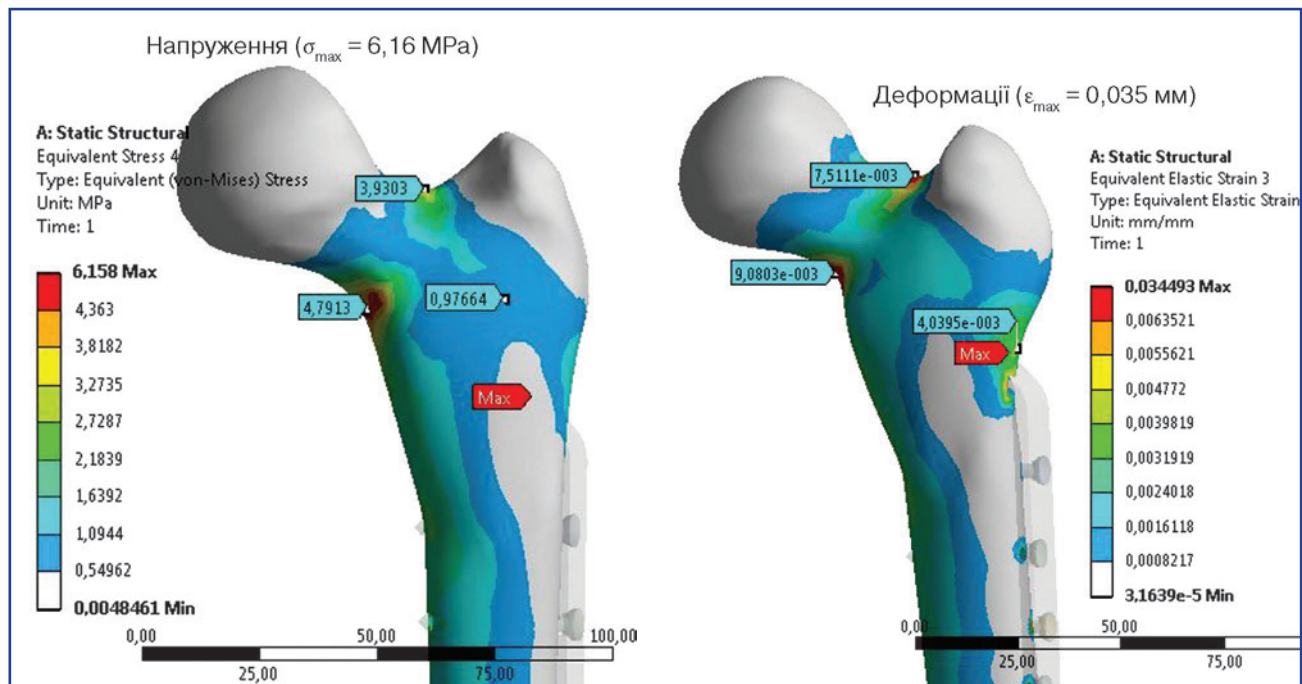 Напруження (σmax = 6,16 MPa)
A: Static Structural
Equivalent Stress 4
Type: Equivalent (von-Mises) Stress
Unit: MPa
Time: 1
6,158 Max
4,363
3,8182
3,2735
2,7287
2,1839
1,6392
1,0944
0,54962
0,0048461 Min
3,9303
4,7913
0,97664
Max
0,00
50,00
100,00
25,00
75,00
Деформації (εmax = 0,035 мм)
A: Static Structural
Equivalent Elastic Strain 3
Type: Equivalent Elastic Strain
Unit: mm/mm
Time: 1
0,034493 Max
0,0063521
0,0055621
0,004772
0,0039819
0,0031919
0,0024018
0,0016118
0,0008217
3,1639e-5 Min
7,5111e-003
9,0803e-003
4,0395e-003
Max
0,00
50,00
25,00
75,00